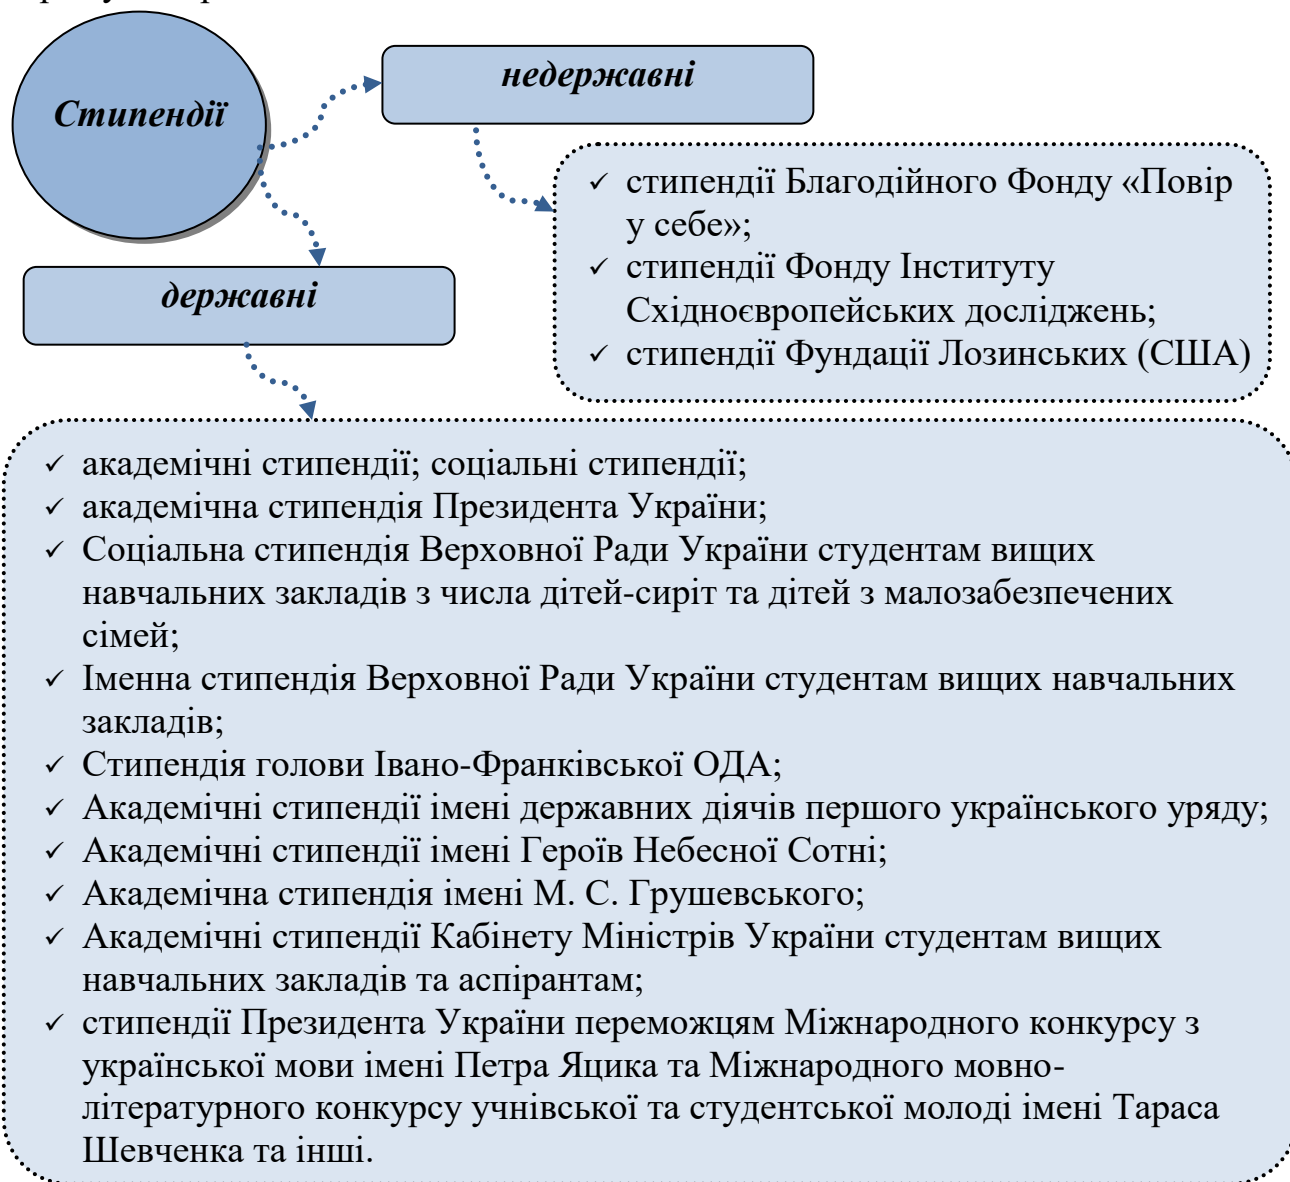 Стипендії
недержавні
стипендії Благодійного Фонду «Повір
у себе»;
стипендії Фонду Інституту
Східноєвропейських досліджень;
стипендії Фундації Лозинських (США)
державні
академічні стипендії; соціальні стипендії;
академічна стипендія Президента України;
Соціальна стипендія Верховної Ради України студентам вищих
навчальних закладів з числа дітей-сиріт та дітей з малозабезпечених
сімей;
Іменна стипендія Верховної Ради України студентам вищих навчальних
закладів;
Стипендія голови Івано-Франківської ОДА;
Академічні стипендії імені державних діячів першого українського уряду;
Академічні стипендії імені Героїв Небесної Сотні;
Академічна стипендія імені М. С. Грушевського;
Академічні стипендії Кабінету Міністрів України студентам вищих
навчальних закладів та аспірантам;
стипендії Президента України переможцям Міжнародного конкурсу з
української мови імені Петра Яцика та Міжнародного мовно-
літературного конкурсу учнівської та студентської молоді імені Тараса
Шевченка та інші.